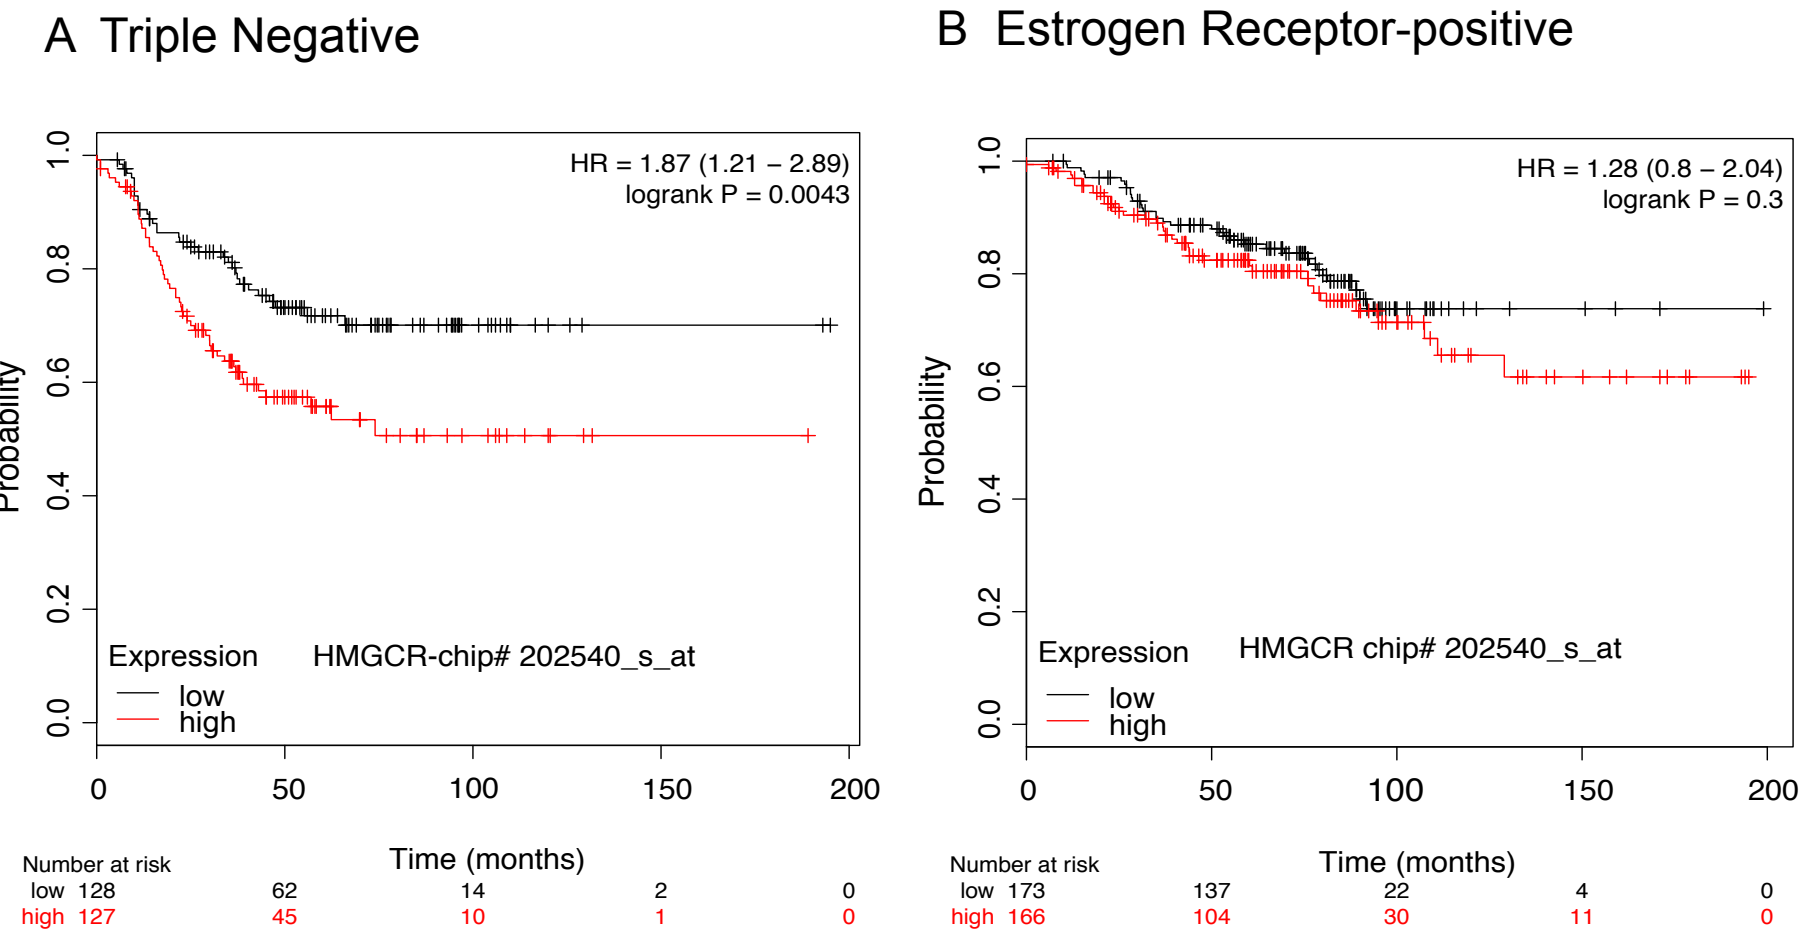 A Triple Negative
1.0
0.8
0.6
0.4
0.2
0.0
Probability
HR = 1.87 (1.21 − 2.89)
logrank P = 0.0043
Expression
HMGCR-chip# 202540_s_at
low
high
0 50 100 150 200
Time (months)
Number at risk
low 128 62 14 2 0
high 127 45 10 1 0
B Estrogen Receptor-positive
1.0
0.8
0.6
0.4
0.2
0.0
Probability
HR = 1.28 (0.8 − 2.04)
logrank P = 0.3
Expression
HMGCR chip# 202540_s_at
low
high
0 50 100 150 200
Time (months)
Number at risk
low 173 137 22 4 0
high 166 104 30 11 0